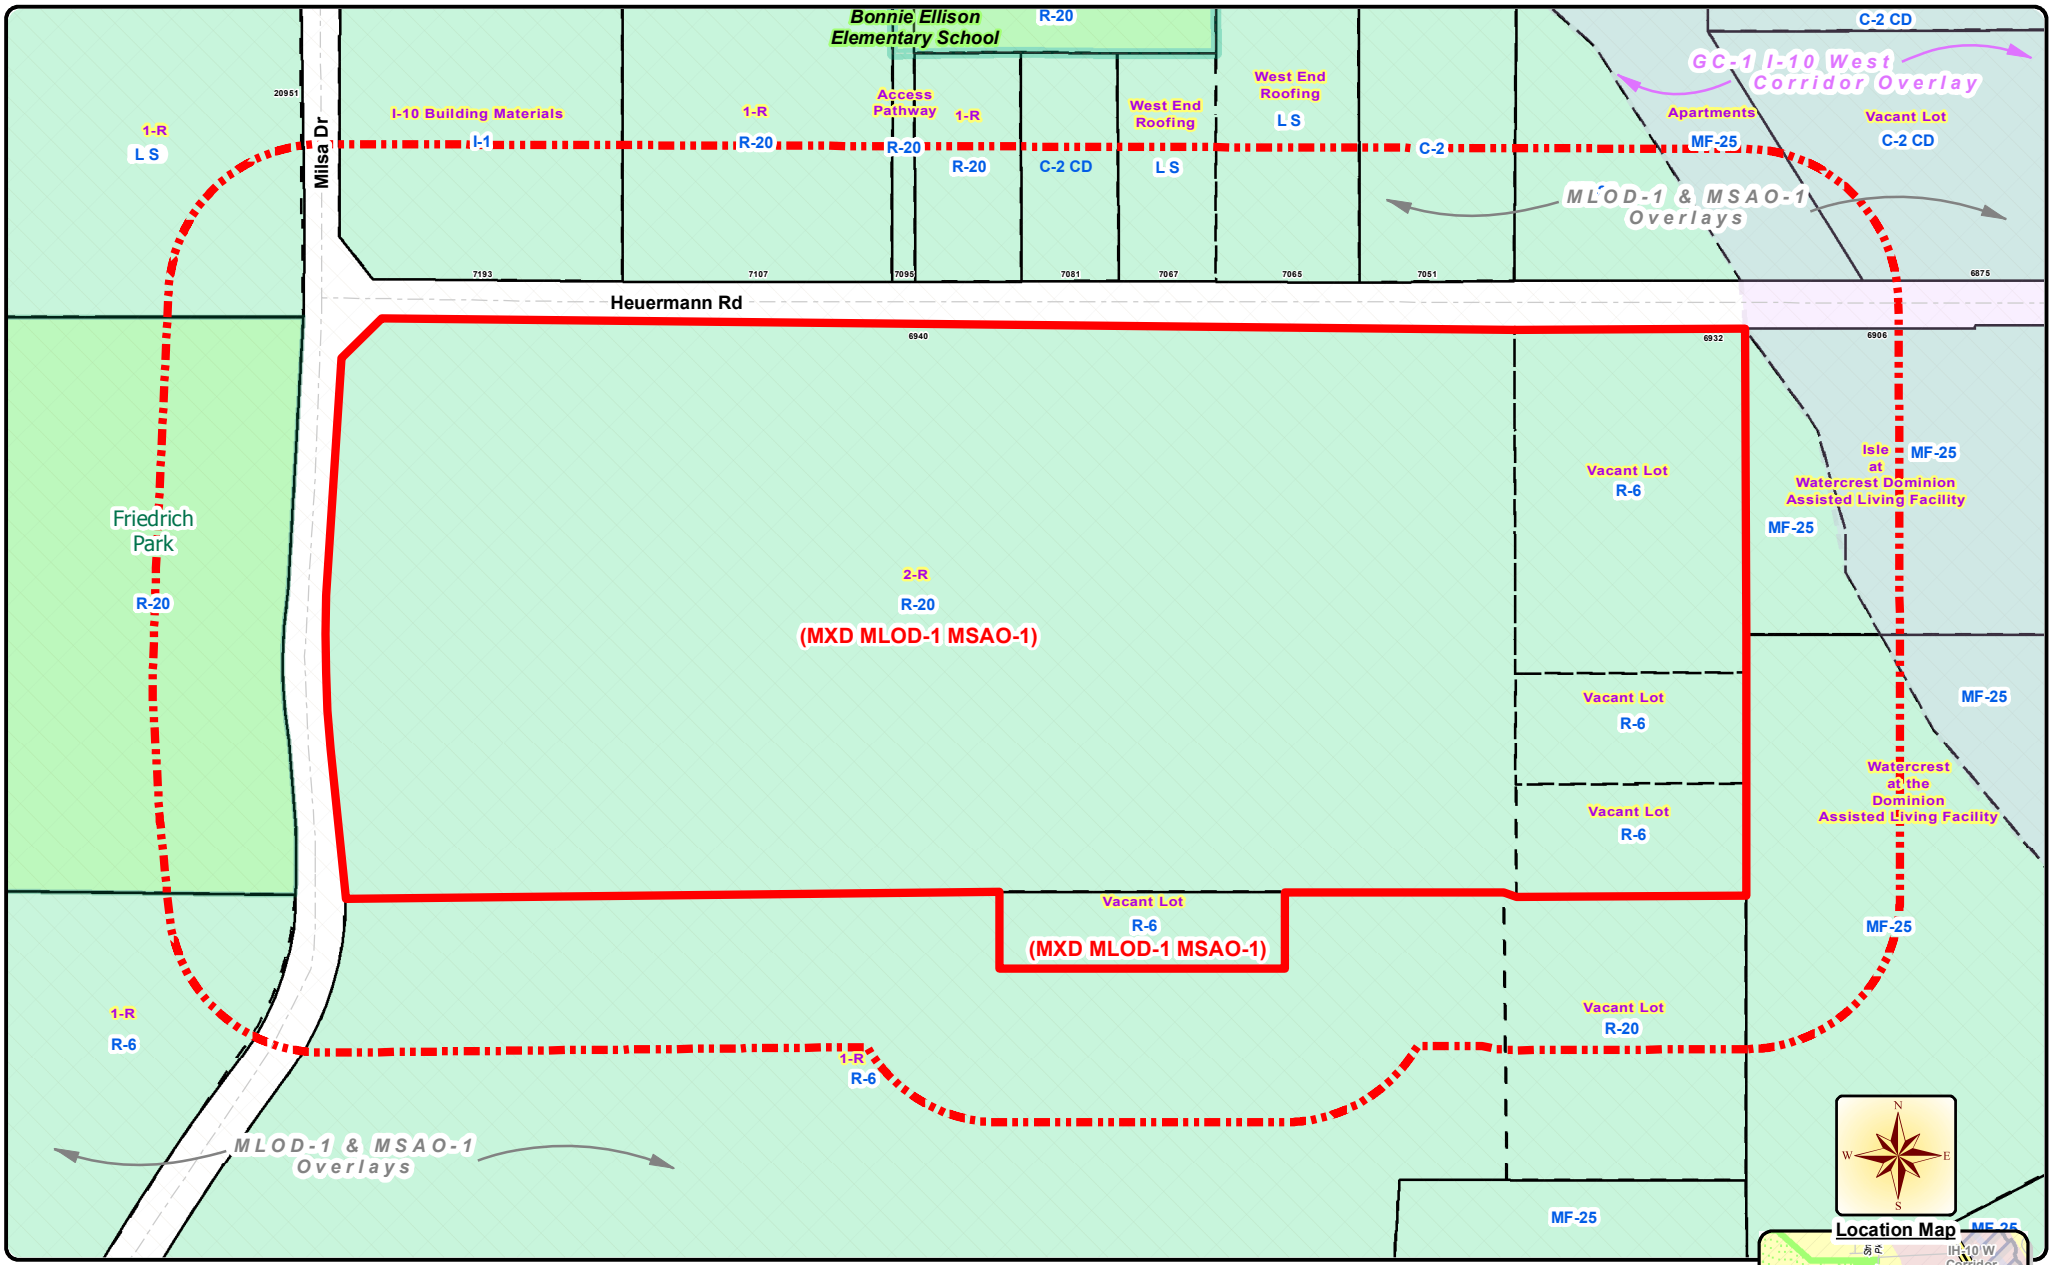 Bonnie Ellison
Elementary School
R-20
C-2 CD
GC-1 I-10 West
Corridor Overlay
20951
1-R
L S
Milsa Dr
I-10 Building Materials
I-1
1-R
R-20
Access
Pathway
R-20
1-R
R-20
C-2 CD
West End
Roofing
L S
West End
Roofing
L S
C-2
Apartments
MF-25
Vacant Lot
C-2 CD
MLOD-1 & MSAO-1
Overlays
7193
7107
7095
7081
7067
7065
7051
6875
Heuermann Rd
6940
6932
6906
Friedrich
Park
R-20
2-R
R-20
(MXD MLOD-1 MSAO-1)
Vacant Lot
R-6
Isle
at
Watercrest Dominion
Assisted Living Facility
MF-25
MF-25
Vacant Lot
R-6
MF-25
Vacant Lot
R-6
Watercrest
at the
Dominion
Assisted Living Facility
MF-25
Vacant Lot
R-6
(MXD MLOD-1 MSAO-1)
1-R
R-6
1-R
R-6
Vacant Lot
R-20
MLOD-1 & MSAO-1
Overlays
MF-25
N
W
E
S
Location Map
MF-25
IH-10 W
Corridor